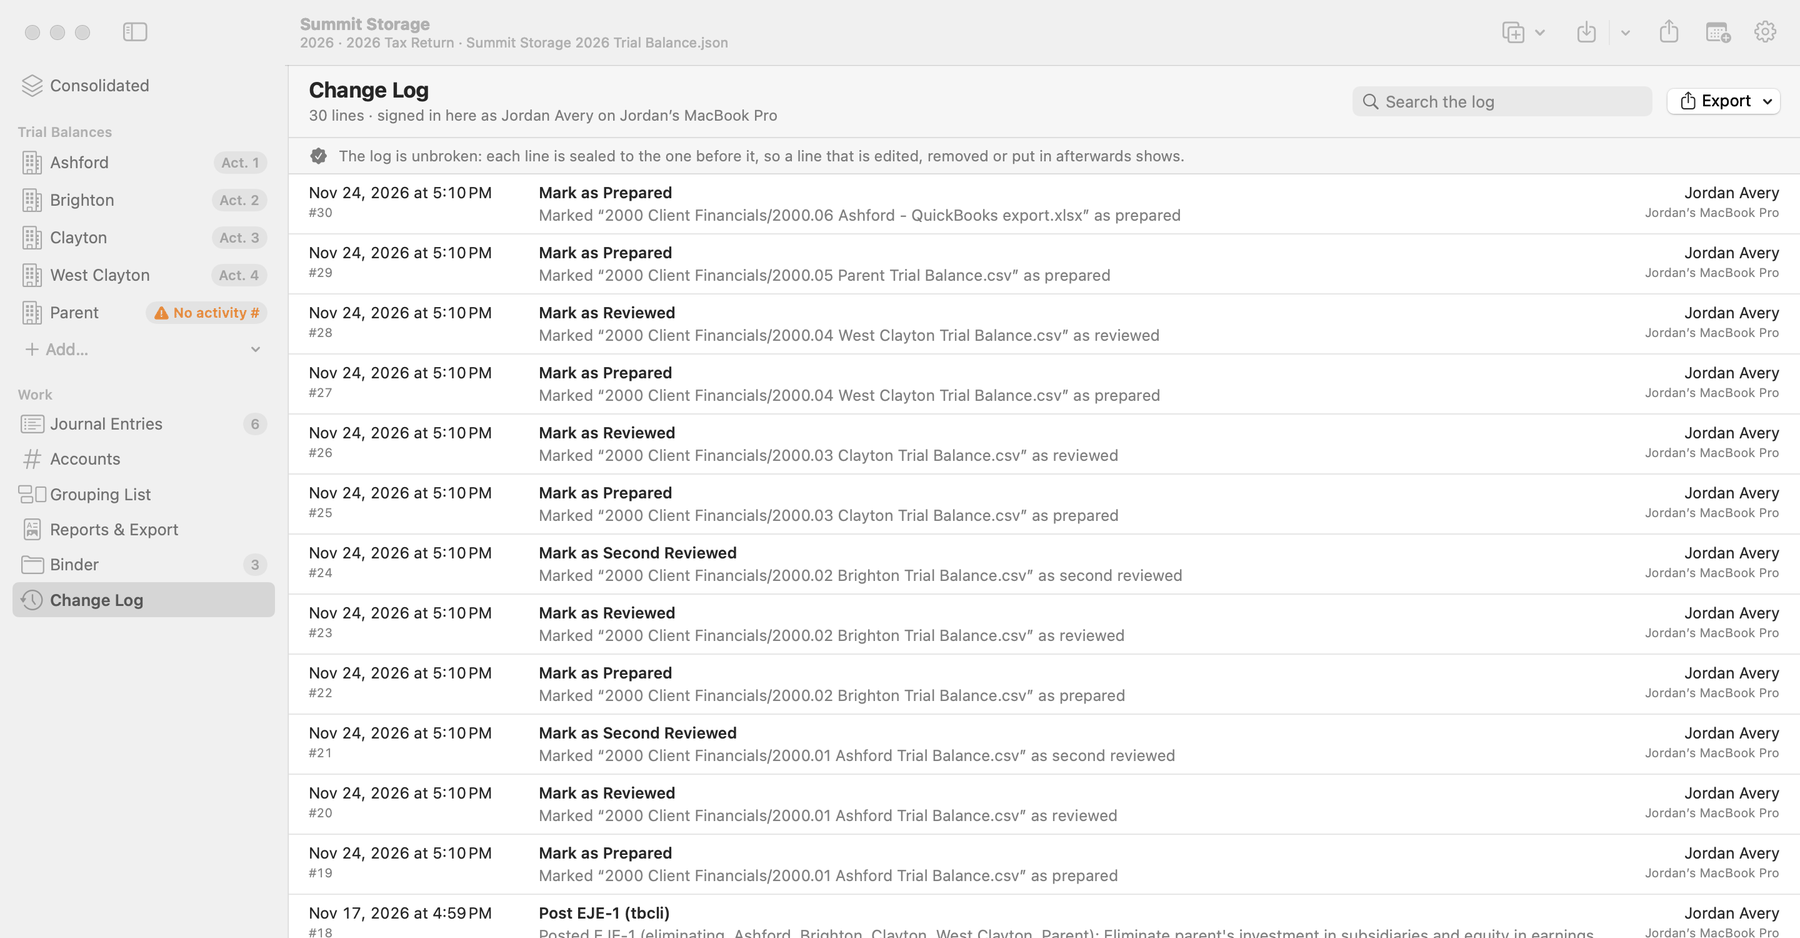 Summit Storage
2026 · 2026 Tax Return · Summit Storage 2026 Trial Balance.json
Consolidated
Trial Balances
Ashford Act. 1
Brighton Act. 2
Clayton Act. 3
West Clayton Act. 4
Parent No activity #
Add...
Work
Journal Entries 6
Accounts
Grouping List
Reports & Export
Binder 3
Change Log
Change Log
30 lines · signed in here as Jordan Avery on Jordan’s MacBook Pro
Search the log
Export
The log is unbroken: each line is sealed to the one before it, so a line that is edited, removed or put in afterwards shows.
Nov 24, 2026 at 5:10 PM Mark as Prepared Jordan Avery
#30 Marked “2000 Client Financials/2000.06 Ashford - QuickBooks export.xlsx” as prepared Jordan’s MacBook Pro
Nov 24, 2026 at 5:10 PM Mark as Prepared Jordan Avery
#29 Marked “2000 Client Financials/2000.05 Parent Trial Balance.csv” as prepared Jordan’s MacBook Pro
Nov 24, 2026 at 5:10 PM Mark as Reviewed Jordan Avery
#28 Marked “2000 Client Financials/2000.04 West Clayton Trial Balance.csv” as reviewed Jordan’s MacBook Pro
Nov 24, 2026 at 5:10 PM Mark as Prepared Jordan Avery
#27 Marked “2000 Client Financials/2000.04 West Clayton Trial Balance.csv” as prepared Jordan’s MacBook Pro
Nov 24, 2026 at 5:10 PM Mark as Reviewed Jordan Avery
#26 Marked “2000 Client Financials/2000.03 Clayton Trial Balance.csv” as reviewed Jordan’s MacBook Pro
Nov 24, 2026 at 5:10 PM Mark as Prepared Jordan Avery
#25 Marked “2000 Client Financials/2000.03 Clayton Trial Balance.csv” as prepared Jordan’s MacBook Pro
Nov 24, 2026 at 5:10 PM Mark as Second Reviewed Jordan Avery
#24 Marked “2000 Client Financials/2000.02 Brighton Trial Balance.csv” as second reviewed Jordan’s MacBook Pro
Nov 24, 2026 at 5:10 PM Mark as Reviewed Jordan Avery
#23 Marked “2000 Client Financials/2000.02 Brighton Trial Balance.csv” as reviewed Jordan’s MacBook Pro
Nov 24, 2026 at 5:10 PM Mark as Prepared Jordan Avery
#22 Marked “2000 Client Financials/2000.02 Brighton Trial Balance.csv” as prepared Jordan’s MacBook Pro
Nov 24, 2026 at 5:10 PM Mark as Second Reviewed Jordan Avery
#21 Marked “2000 Client Financials/2000.01 Ashford Trial Balance.csv” as second reviewed Jordan’s MacBook Pro
Nov 24, 2026 at 5:10 PM Mark as Reviewed Jordan Avery
#20 Marked “2000 Client Financials/2000.01 Ashford Trial Balance.csv” as reviewed Jordan’s MacBook Pro
Nov 24, 2026 at 5:10 PM Mark as Prepared Jordan Avery
#19 Marked “2000 Client Financials/2000.01 Ashford Trial Balance.csv” as prepared Jordan’s MacBook Pro
Nov 17, 2026 at 4:59 PM Post EJE-1 (tbcli) Jordan Avery
#18 Posted EJE-1 (eliminating, Ashford, Brighton, Clayton, West Clayton, Parent): Eliminate parent's investment in subsidiaries and equity in earnings Jordan’s MacBook Pro